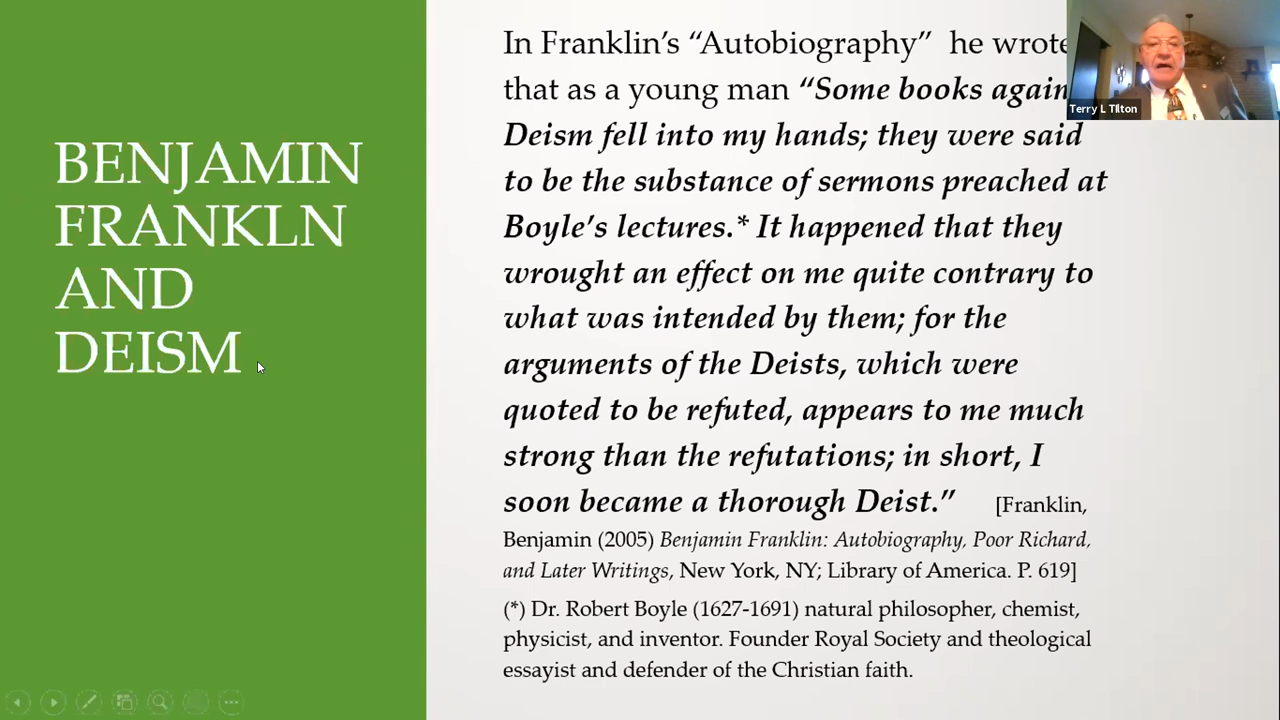 BENJAMIN
FRANKLN
AND
DEISM
In Franklin’s “Autobiography” he wrote
that as a young man “Some books again
Deism fell into my hands; they were said
to be the substance of sermons preached at
Boyle’s lectures.* It happened that they
wrought an effect on me quite contrary to
what was intended by them; for the
arguments of the Deists, which were
quoted to be refuted, appears to me much
strong than the refutations; in short, I
soon became a thorough Deist.” [Franklin,
Benjamin (2005) Benjamin Franklin: Autobiography, Poor Richard,
and Later Writings, New York, NY; Library of America. P. 619]
(*) Dr. Robert Boyle (1627-1691) natural philosopher, chemist,
physicist, and inventor. Founder Royal Society and theological
essayist and defender of the Christian faith.
Terry L Tilton